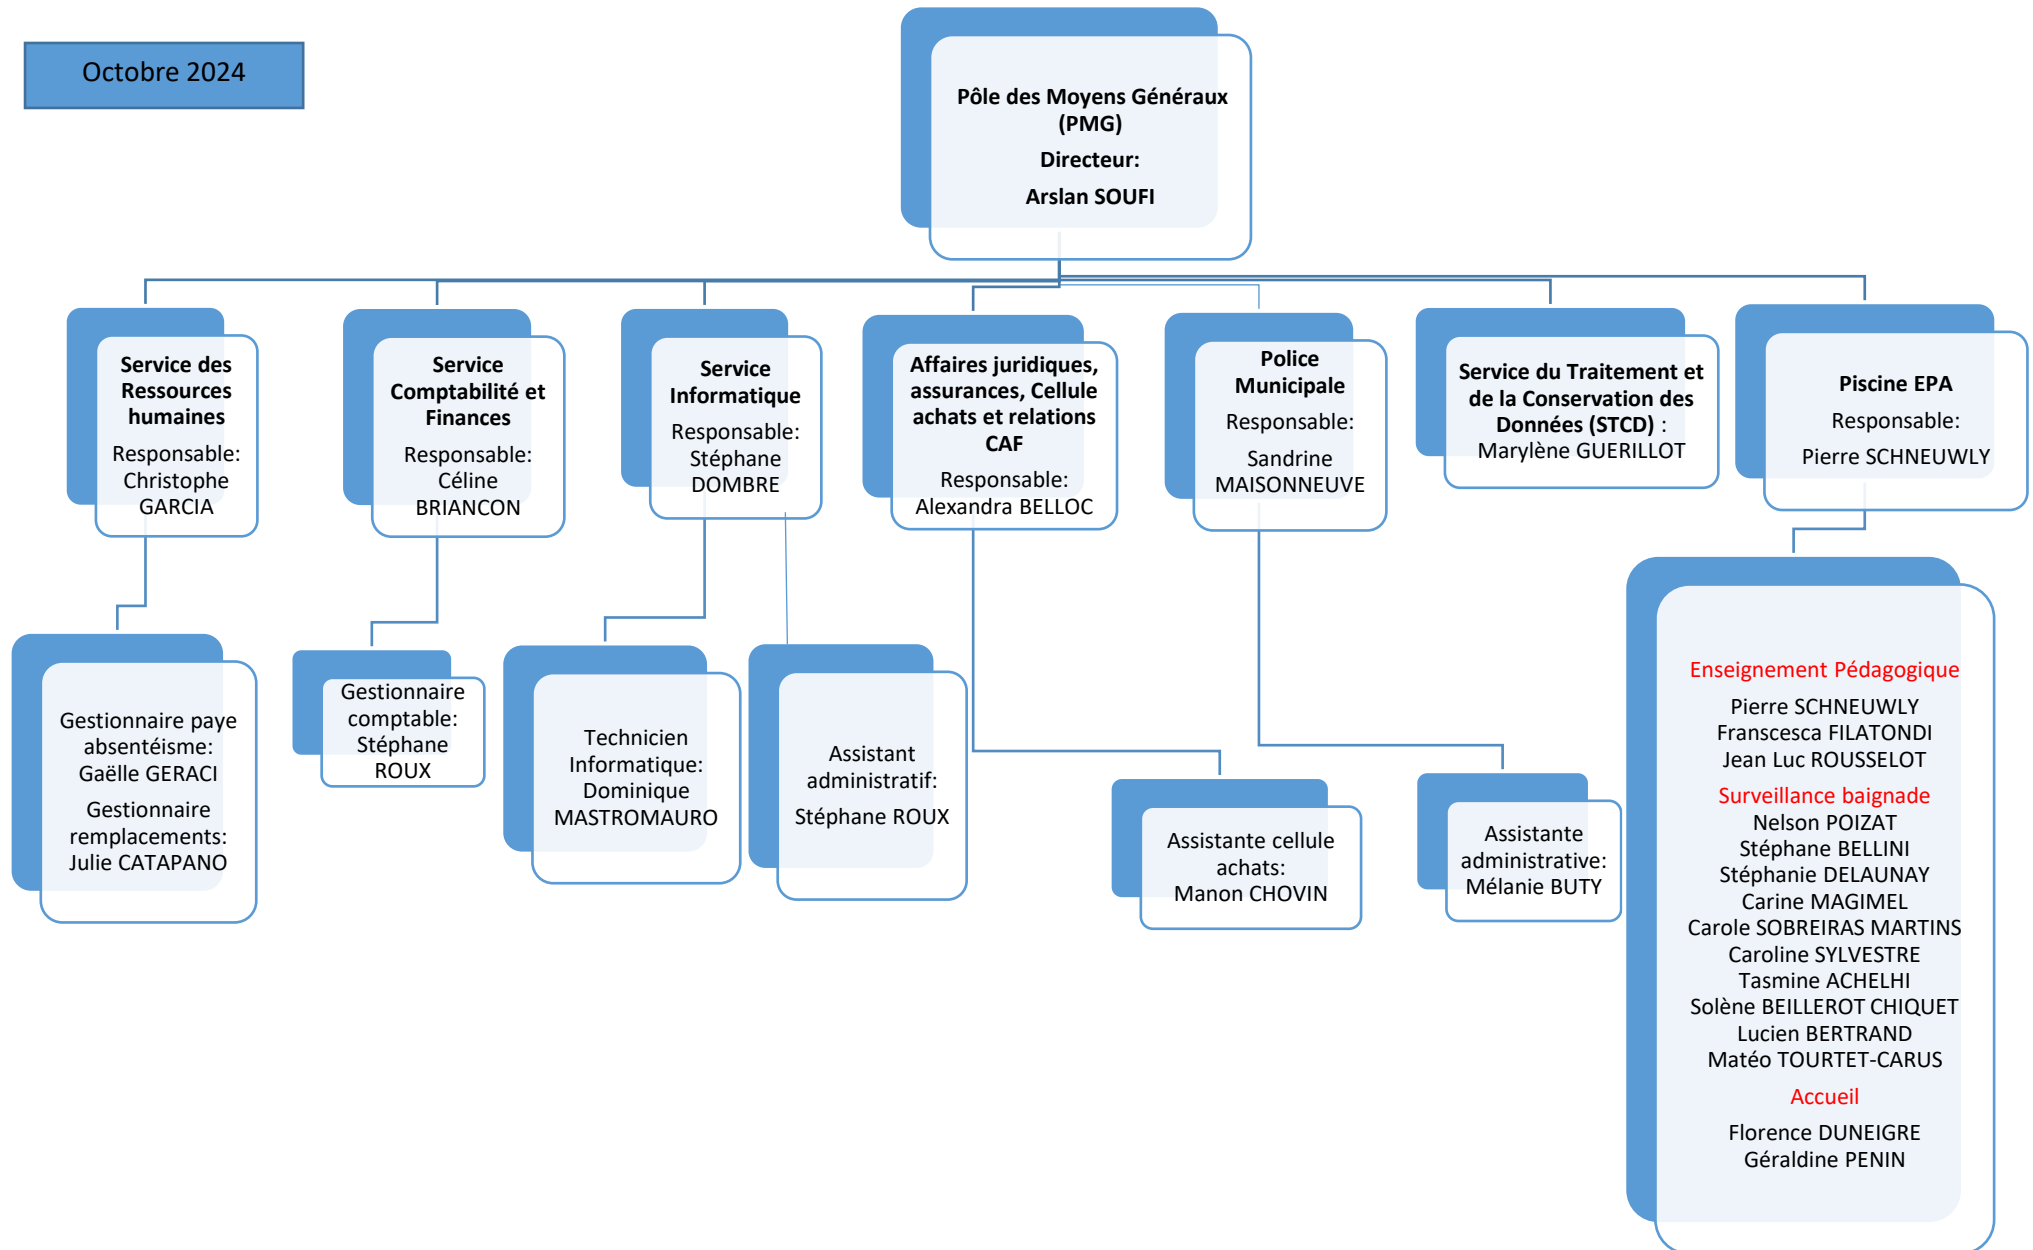 Octobre 2024
Pôle des Moyens Généraux
(PMG)
Directeur:
Arslan SOUFI
Service des
Ressources
humaines
Responsable:
Christophe
GARCIA
Service
Comptabilité et
Finances
Responsable:
Céline
BRIANCON
Service
Informatique
Responsable:
Stéphane
DOMBRE
Affaires juridiques,
assurances, Cellule
achats et relations
CAF
Responsable:
Alexandra BELLOC
Police
Municipale
Responsable:
Sandrine
MAISONNEUVE
Service du Traitement et
de la Conservation des
Données (STCD) :
Marylène GUERILLOT
Piscine EPA
Responsable:
Pierre SCHNEUWLY
Gestionnaire paye
absentéisme:
Gaëlle GERACI
Gestionnaire
remplacements:
Julie CATAPANO
Gestionnaire
comptable:
Stéphane
ROUX
Technicien
Informatique:
Dominique
MASTROMAURO
Assistant
administratif:
Stéphane ROUX
Assistante cellule
achats:
Manon CHOVIN
Assistante
administrative:
Mélanie BUTY
Enseignement Pédagogique
Pierre SCHNEUWLY
Franscesca FILATONDI
Jean Luc ROUSSELOT
Surveillance baignade
Nelson POIZAT
Stéphane BELLINI
Stéphanie DELAUNAY
Carine MAGIMEL
Carole SOBREIRAS MARTINS
Caroline SYLVESTRE
Tasmine ACHELHI
Solène BEILLEROT CHIQUET
Lucien BERTRAND
Matéo TOURTET-CARUS
Accueil
Florence DUNEIGRE
Géraldine PENIN